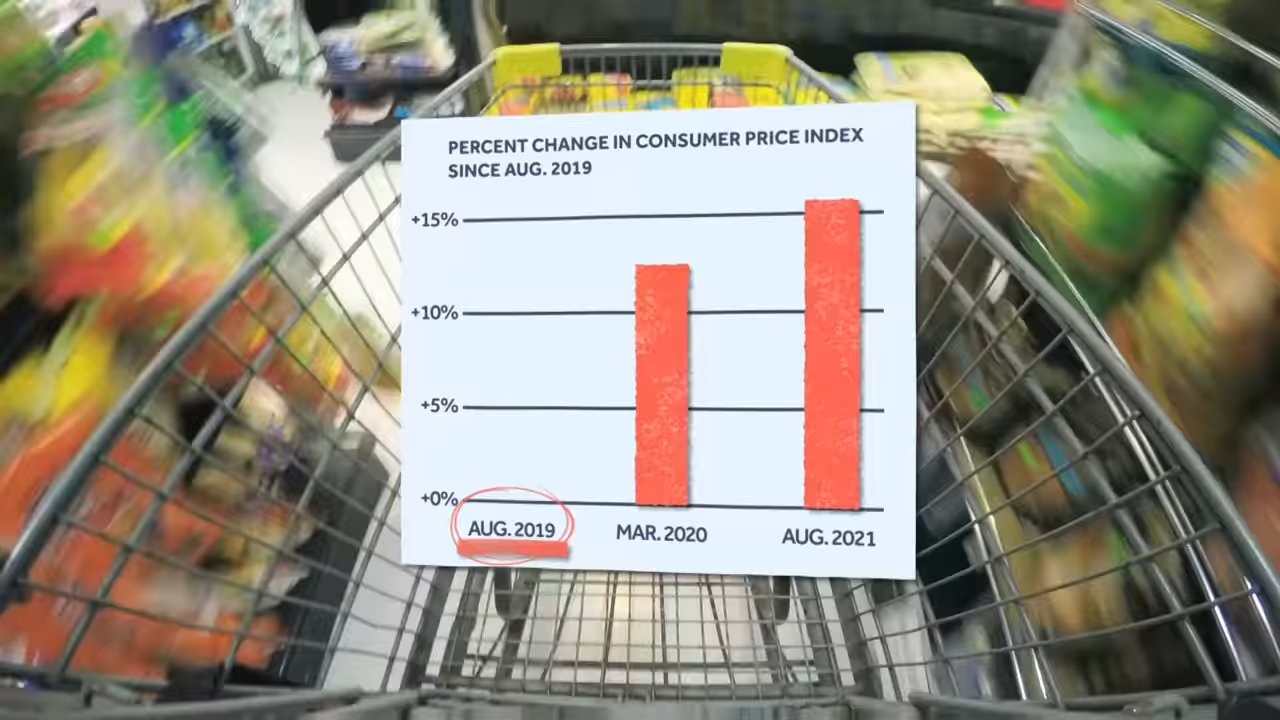 PERCENT CHANGE IN CONSUMER PRICE INDEX
SINCE AUG. 2019
+15%
+10%
+5%
+0%
AUG. 2019
MAR. 2020
AUG. 2021